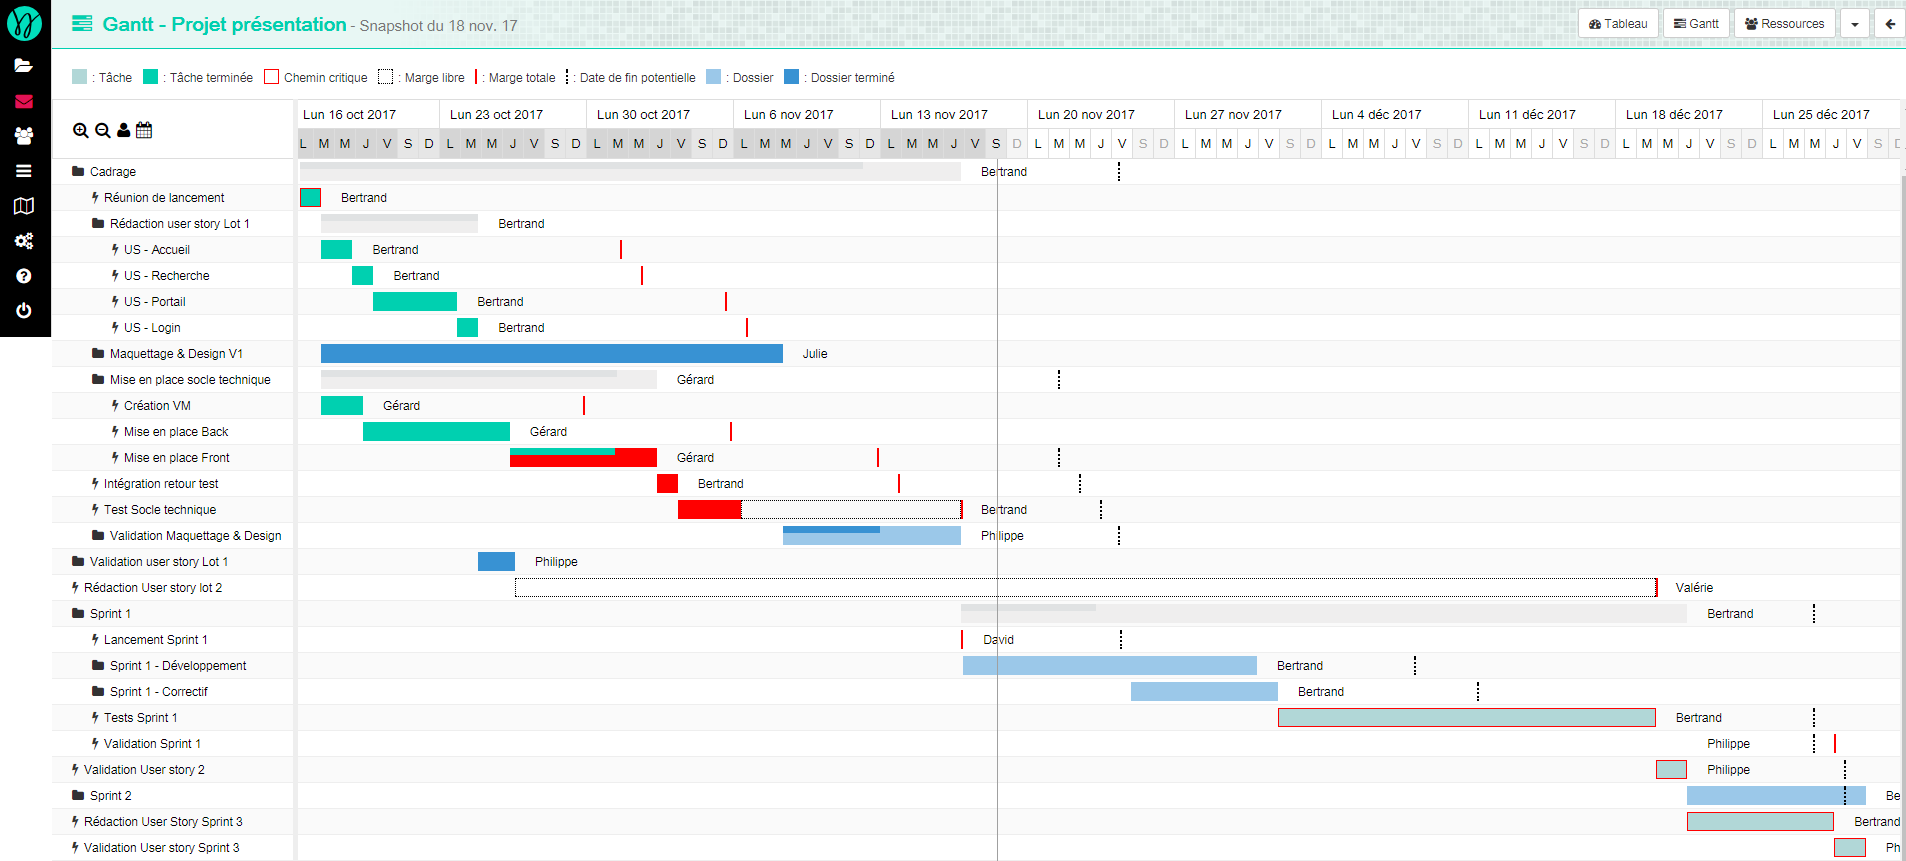 Gantt - Projet présentation - Snapshot du 18 nov. 17
Tableau
Gantt
Ressources
: Tâche : Tâche terminée Chemin critique : Marge libre : Marge totale : Date de fin potentielle : Dossier : Dossier terminé
Lun 16 oct 2017 Lun 23 oct 2017 Lun 30 oct 2017 Lun 6 nov 2017 Lun 13 nov 2017 Lun 20 nov 2017 Lun 27 nov 2017 Lun 4 déc 2017 Lun 11 déc 2017 Lun 18 déc 2017 Lun 25 déc 2017
L M M J V S D L M M J V S D L M M J V S D L M M J V S D L M M J V S D L M M J V S D L M M J V S D L M M J V S D L M M J V S D L M M J V S D L M M J V S D
Cadrage Bertrand
Réunion de lancement Bertrand
Rédaction user story Lot 1 Bertrand
US - Accueil Bertrand
US - Recherche Bertrand
US - Portail Bertrand
US - Login Bertrand
Maquettage & Design V1 Julie
Mise en place socle technique Gérard
Création VM Gérard
Mise en place Back Gérard
Mise en place Front Gérard
Intégration retour test Bertrand
Test Socle technique Bertrand
Validation Maquettage & Design Philippe
Validation user story Lot 1 Philippe
Rédaction User story lot 2 Valérie
Sprint 1 Bertrand
Lancement Sprint 1 David
Sprint 1 - Développement Bertrand
Sprint 1 - Correctif Bertrand
Tests Sprint 1 Bertrand
Validation Sprint 1 Philippe
Validation User story 2 Philippe
Sprint 2 Be
Rédaction User Story Sprint 3 Bertrand
Validation User story Sprint 3 Ph